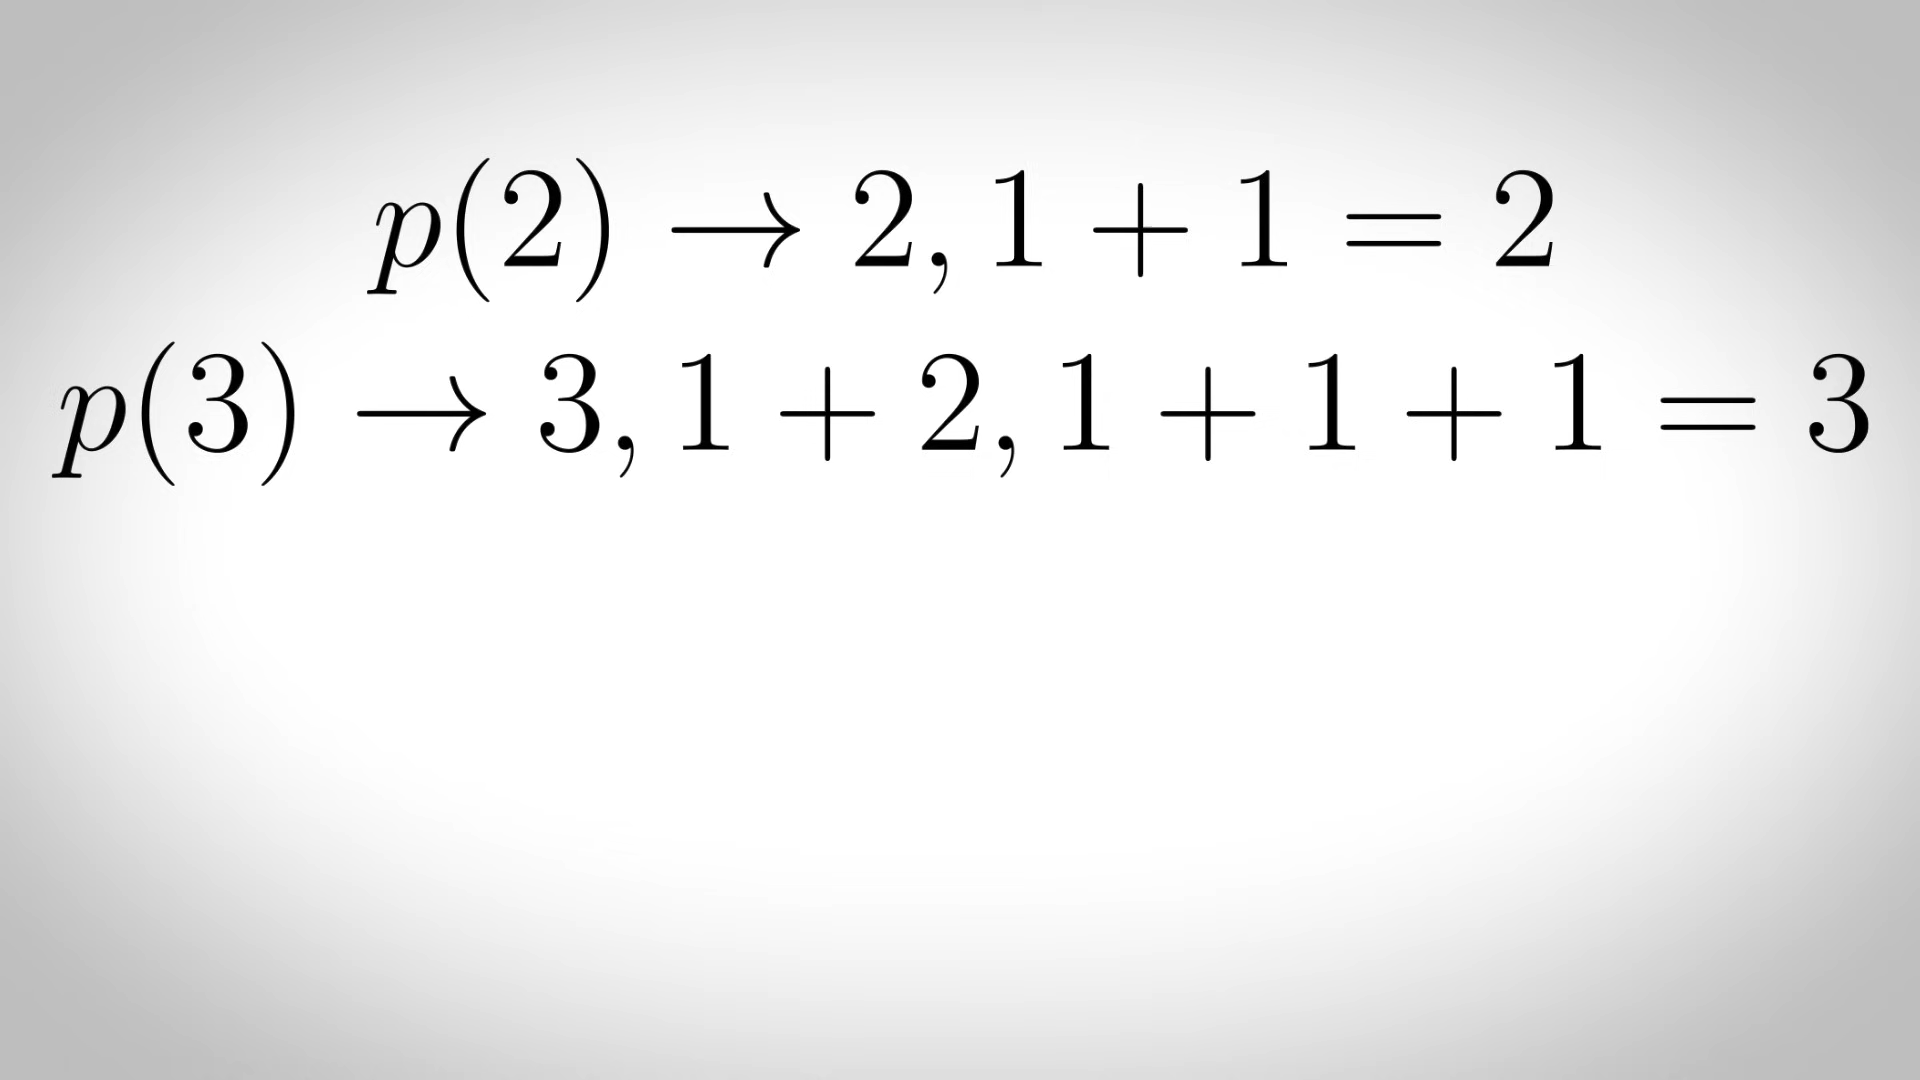 p(2) → 2, 1 + 1 = 2
p(3) → 3, 1 + 2, 1 + 1 + 1 = 3